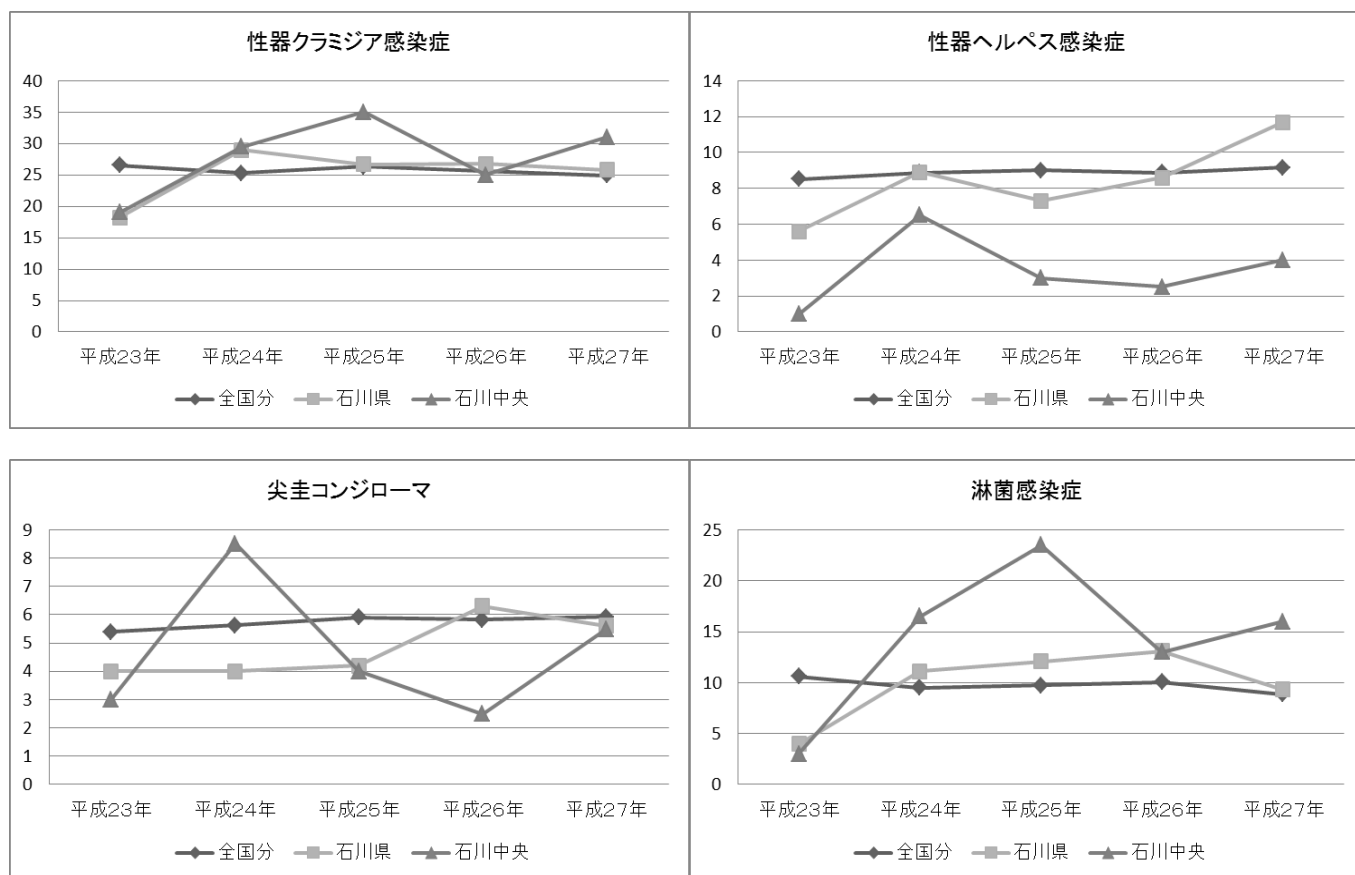 性器クラミジア感染症
40
35
30
25
20
15
10
5
0
平成23年 平成24年 平成25年 平成26年 平成27年
全国分 石川県 石川中央
性器ヘルペス感染症
14
12
10
8
6
4
2
0
平成23年 平成24年 平成25年 平成26年 平成27年
全国分 石川県 石川中央
尖圭コンジローマ
9
8
7
6
5
4
3
2
1
0
平成23年 平成24年 平成25年 平成26年 平成27年
全国分 石川県 石川中央
淋菌感染症
25
20
15
10
5
0
平成23年 平成24年 平成25年 平成26年 平成27年
全国分 石川県 石川中央